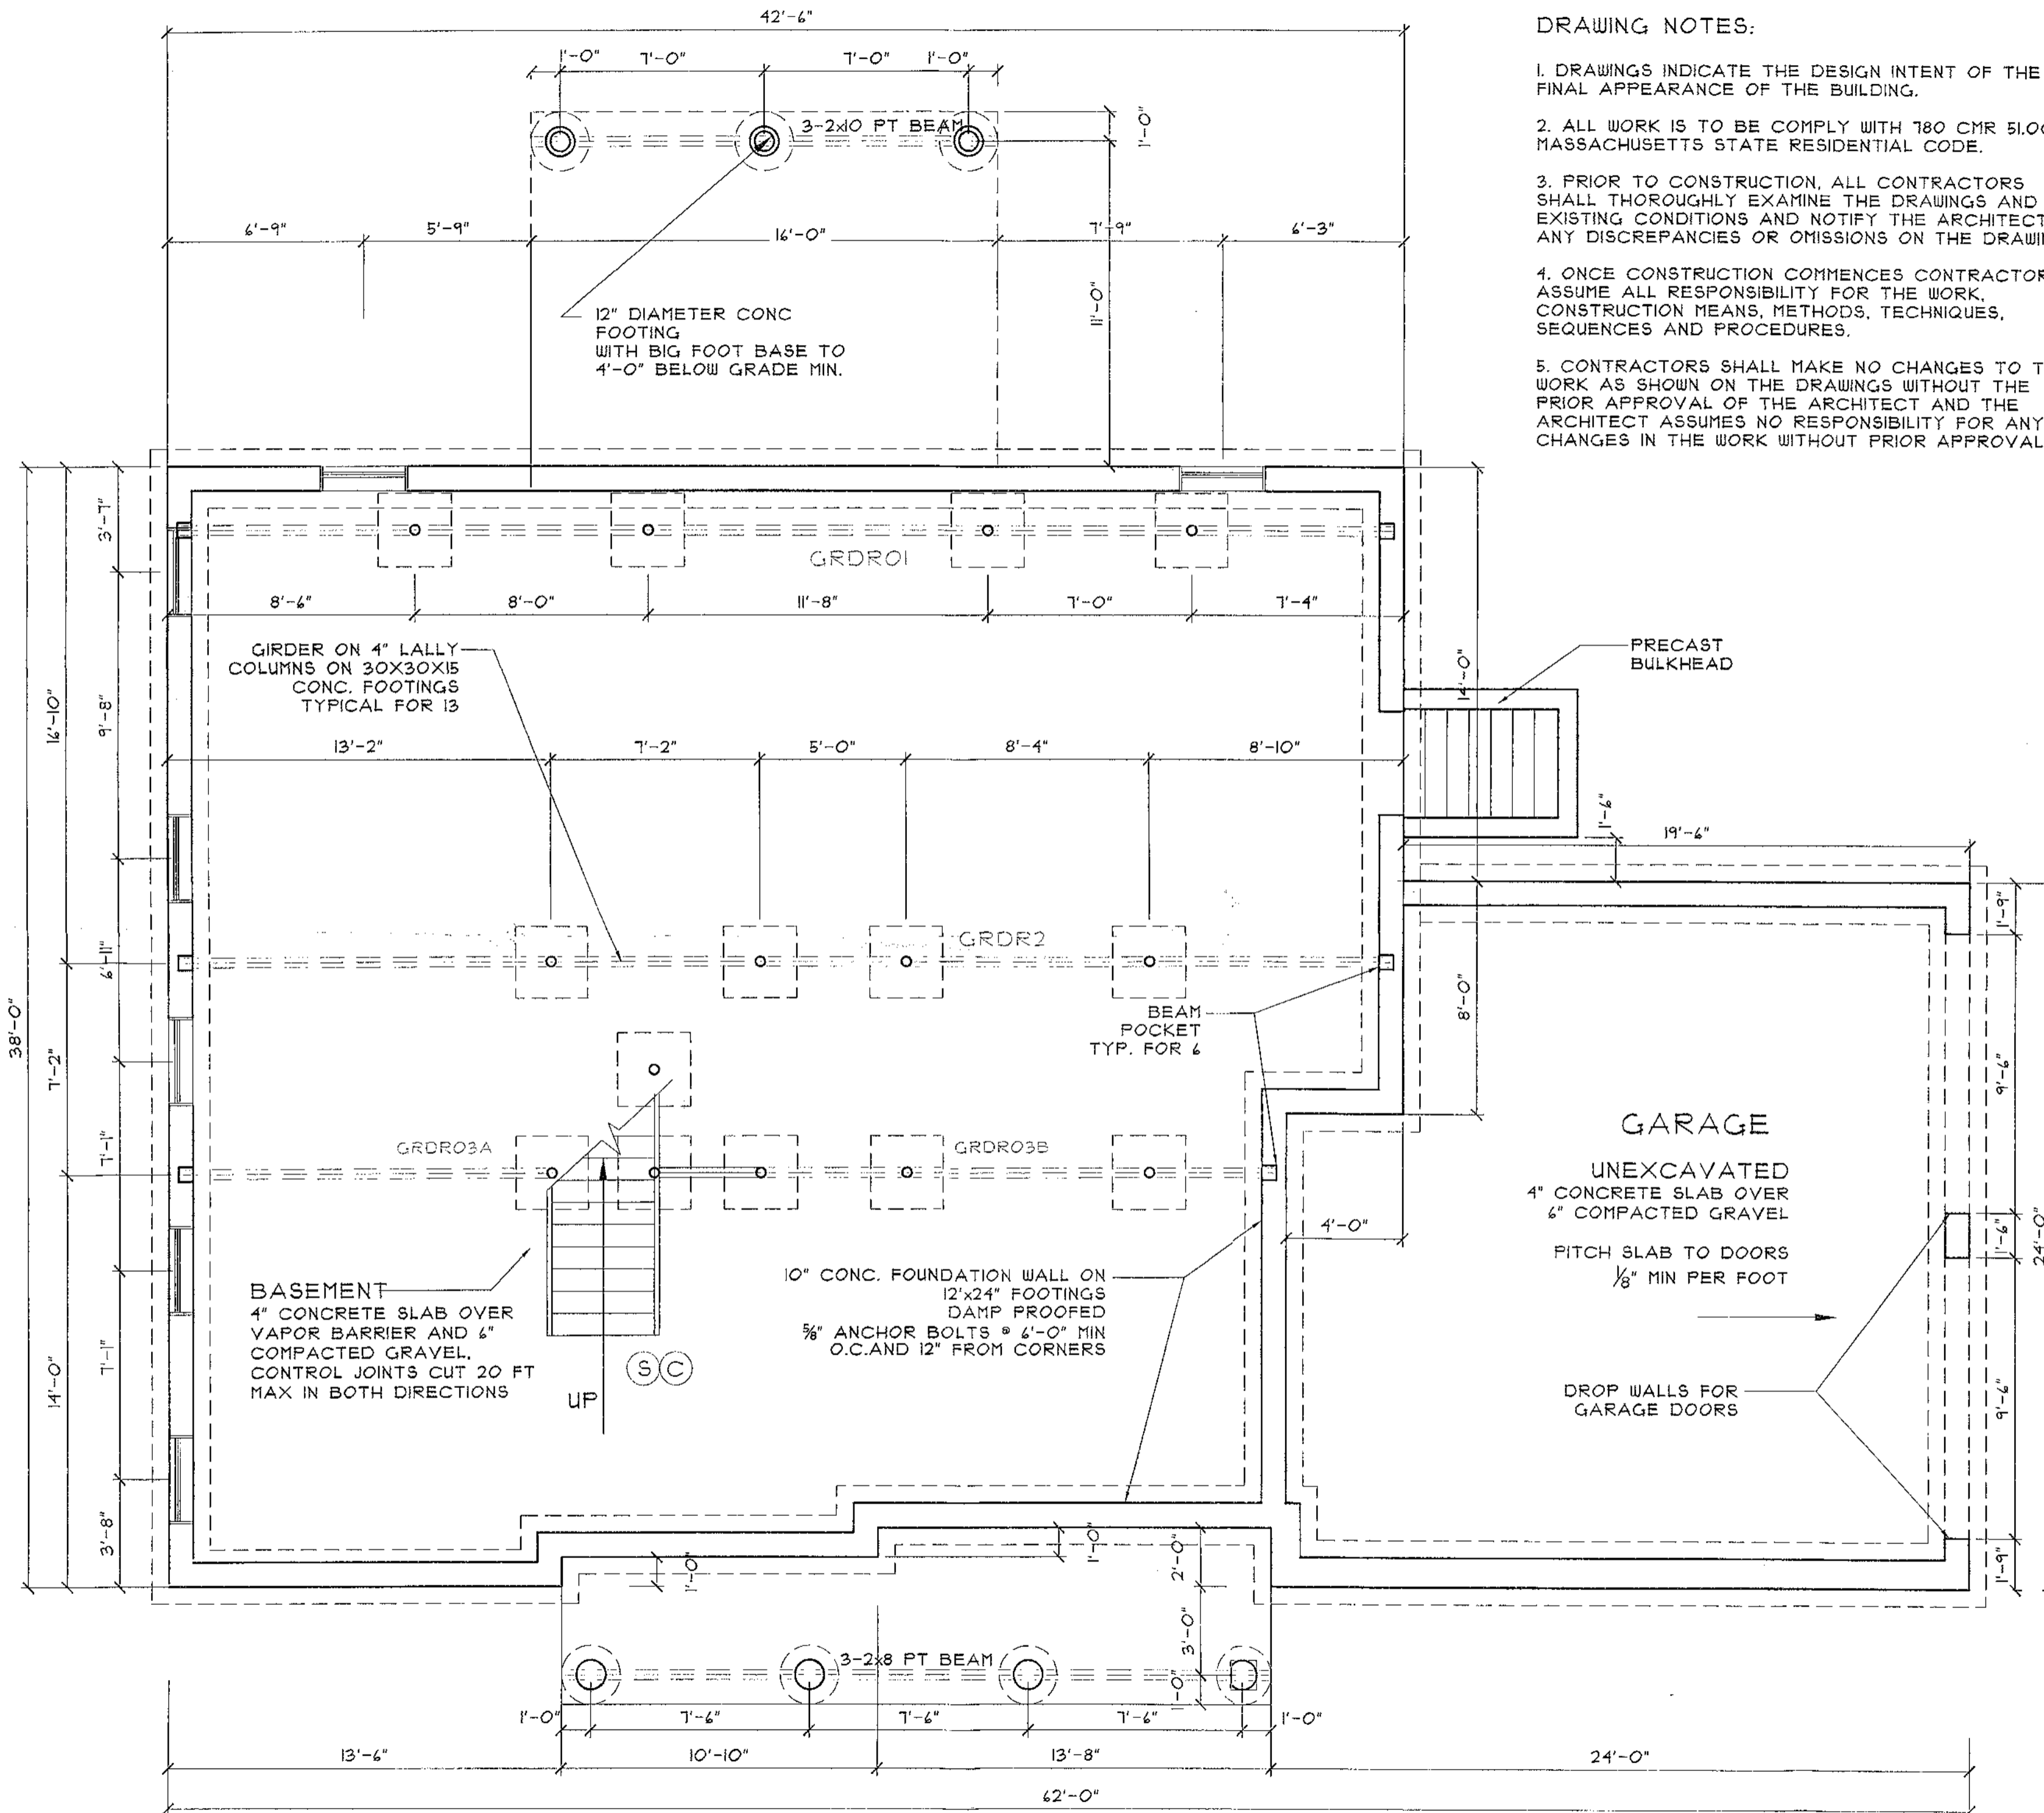 DRAWING NOTES:
1. DRAWINGS INDICATE THE DESIGN INTENT OF THE
FINAL APPEARANCE OF THE BUILDING.
2. ALL WORK IS TO BE COMPLY WITH 780 CMR 51.00
MASSACHUSETTS STATE RESIDENTIAL CODE.
3. PRIOR TO CONSTRUCTION, ALL CONTRACTORS
SHALL THOROUGHLY EXAMINE THE DRAWINGS AND
EXISTING CONDITIONS AND NOTIFY THE ARCHITECT
ANY DISCREPANCIES OR OMISSIONS ON THE
4. ONCE CONSTRUCTION COMMENCES CONTRACTOR
ASSUME ALL RESPONSIBILITY FOR THE WORK,
CONSTRUCTION MEANS, METHODS, TECHNIQUES,
SEQUENCES AND PROCEDURES.
5. CONTRACTORS SHALL MAKE NO CHANGES TO
WORK AS SHOWN ON THE DRAWINGS WITHOUT THE
PRIOR APPROVAL OF THE ARCHITECT AND THE
ARCHITECT ASSUMES NO RESPONSIBILITY FOR ANY
CHANGES IN THE WORK WITHOUT PRIOR APPROVAL
42'-6"
1'-0" 7'-0" 7'-0" 1'-0"
3-2x10 PT BEAM
1'-0"
6'-9" 5'-9" 16'-0" 7'-9" 6'-3"
11'-0"
12" DIAMETER CONC
FOOTING
WITH BIG FOOT BASE TO
4'-0" BELOW GRADE MIN.
3'-7"
GRDR01
8'-6" 8'-0" 11'-8" 7'-0" 7'-4"
GIRDER ON 4" LALLY
COLUMNS ON 30X30X15
CONC. FOOTINGS
TYPICAL FOR 13
PRECAST
BULKHEAD
14'-0"
16'-10"
9'-8"
13'-2" 7'-2" 5'-0" 8'-4" 8'-10"
1'-6"
19'-6"
1'-9"
GRDR2
6'-11"
38'-0"
7'-2"
BEAM
POCKET
TYP. FOR 6
8'-0"
9'-6"
GRDR03A
GRDR03B
7'-1"
GARAGE
UNEXCAVATED
4" CONCRETE SLAB OVER
6" COMPACTED GRAVEL
PITCH SLAB TO DOORS
1/8" MIN PER FOOT
4'-0"
1'-6"
24'-0"
BASEMENT
4" CONCRETE SLAB OVER
VAPOR BARRIER AND 6"
COMPACTED GRAVEL,
CONTROL JOINTS CUT 20 FT
MAX IN BOTH DIRECTIONS
10" CONC. FOUNDATION WALL ON
12'x24" FOOTINGS
DAMP PROOFED
5/8" ANCHOR BOLTS @ 6'-0" MIN
O.C.AND 12" FROM CORNERS
S C
UP
7'-1"
14'-0"
9'-6"
DROP WALLS FOR
GARAGE DOORS
3'-8"
1'-0"
1'-0"
2'-0"
1'-9"
3'-0"
3-2x8 PT BEAM
1'-0"
1'-0" 7'-6" 7'-6" 7'-6" 1'-0"
13'-6" 10'-10" 13'-8" 24'-0"
62'-0"